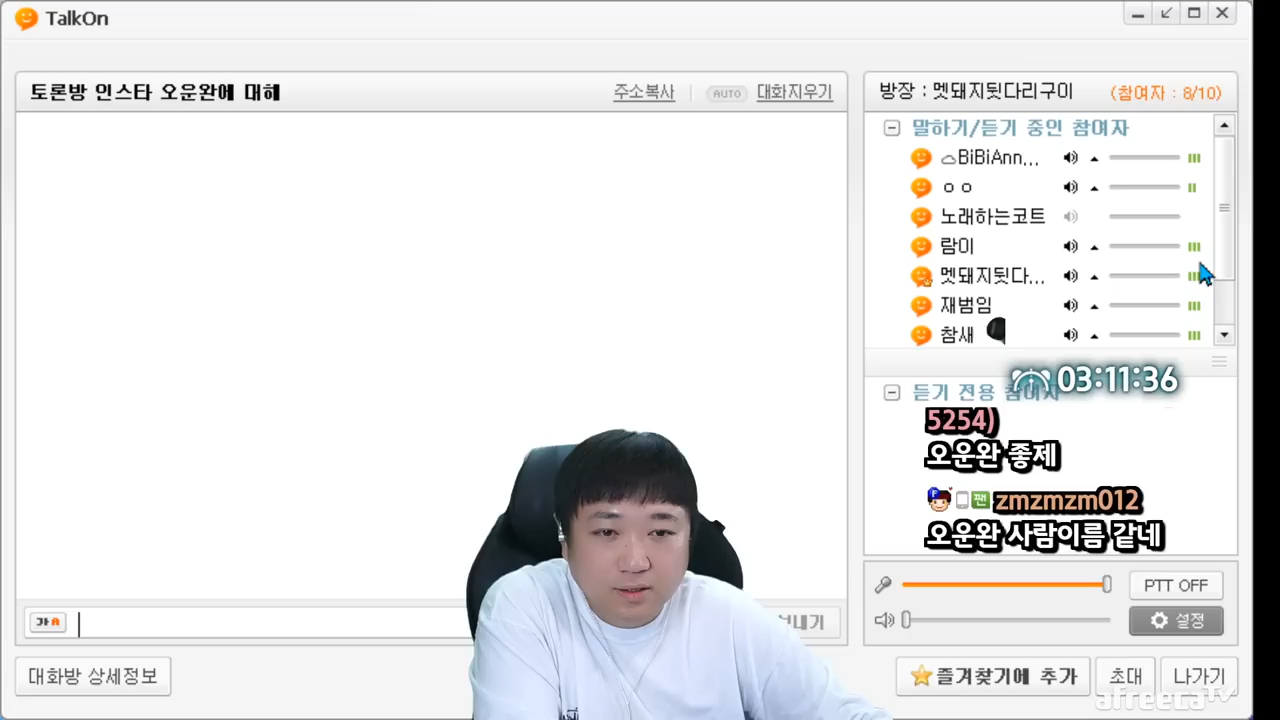 TalkOn
토론방 인스타 오운완에 대해
주소복사
AUTO
대화지우기
방장 : 멧돼지뒷다리구이
(참여자 : 8/10)
말하기/듣기 중인 참여자
BiBiAnn...
ㅇㅇ
노래하는코트
람이
멧돼지뒷다...
재범임
참새
03:11:36
듣기 전용 참여자
5254)
오운완 좋제
F 팬 zmzmzm012
오운완 사람이름 같네
가A
보내기
PTT OFF
설정
대화방 상세정보
즐겨찾기에 추가
초대
나가기
afreecaTV